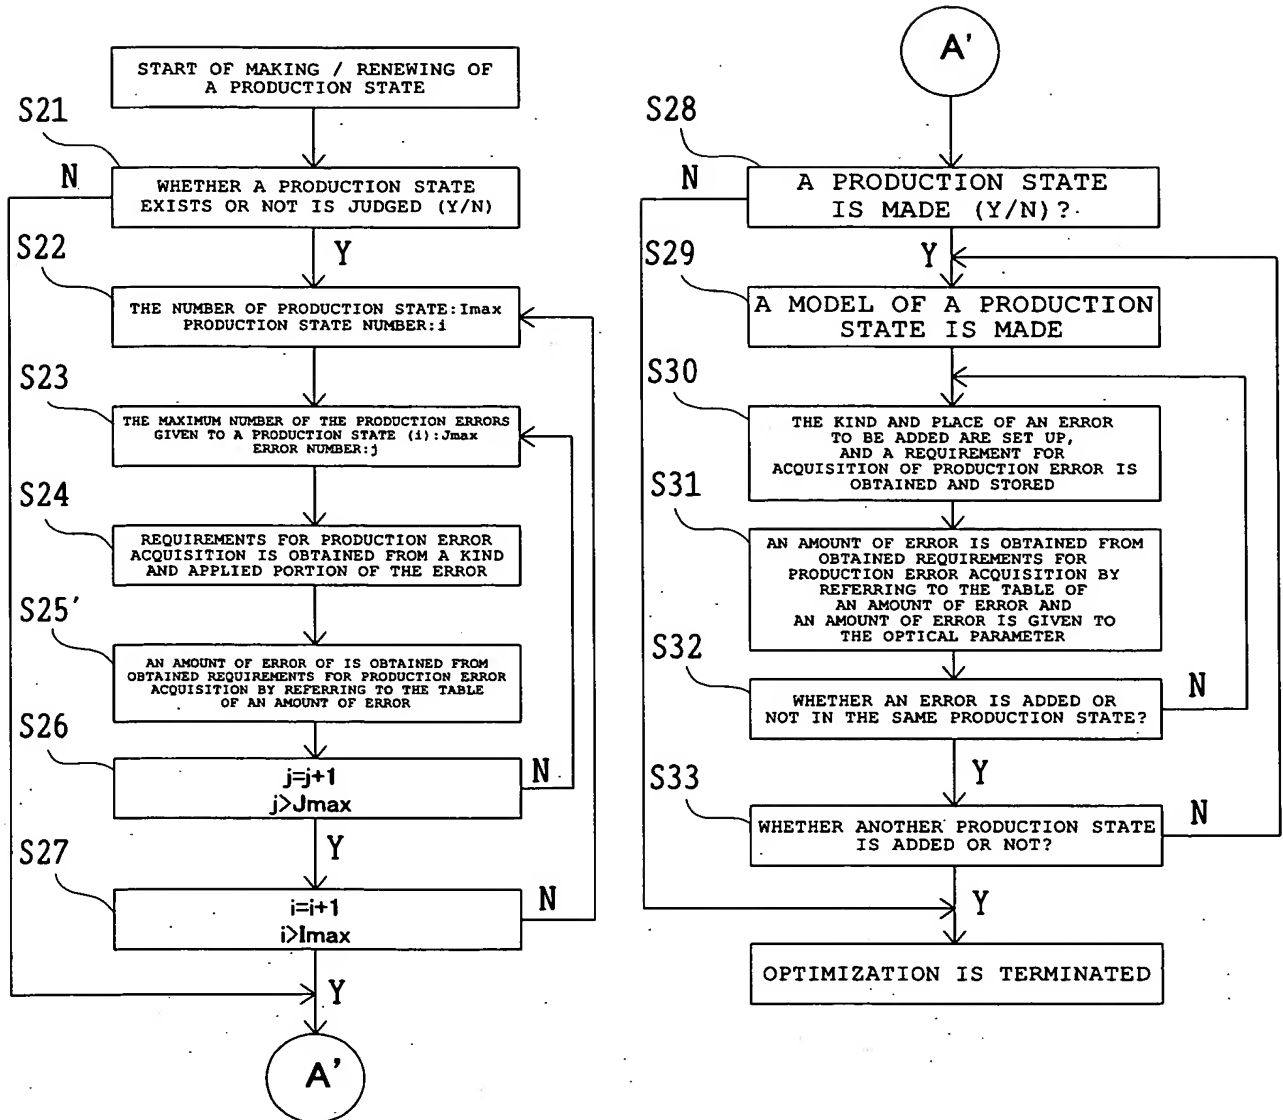 START OF MAKING / RENEWING OF
A PRODUCTION STATE
S21
N
WHETHER A PRODUCTION STATE
EXISTS OR NOT IS JUDGED (Y/N)
Y
S22
THE NUMBER OF PRODUCTION STATE:Imax
PRODUCTION STATE NUMBER:i
S23
THE MAXIMUM NUMBER OF THE PRODUCTION ERRORS
GIVEN TO A PRODUCTION STATE (i):Jmax
ERROR NUMBER:j
S24
REQUIREMENTS FOR PRODUCTION ERROR
ACQUISITION IS OBTAINED FROM A KIND
AND APPLIED PORTION OF THE ERROR
S25'
AN AMOUNT OF ERROR OF IS OBTAINED FROM
OBTAINED REQUIREMENTS FOR PRODUCTION ERROR
ACQUISITION BY REFERRING TO THE TABLE
OF AN AMOUNT OF ERROR
S26
j=j+1
j>Jmax
N
Y
S27
i=i+1
i>Imax
N
Y
A'
A'
S28
N
A PRODUCTION STATE
IS MADE (Y/N)?
Y
S29
A MODEL OF A PRODUCTION
STATE IS MADE
S30
THE KIND AND PLACE OF AN ERROR
TO BE ADDED ARE SET UP,
AND A REQUIREMENT FOR
ACQUISITION OF PRODUCTION ERROR IS
OBTAINED AND STORED
S31
AN AMOUNT OF ERROR IS OBTAINED FROM
OBTAINED REQUIREMENTS FOR
PRODUCTION ERROR ACQUISITION BY
REFERRING TO THE TABLE OF
AN AMOUNT OF ERROR AND
AN AMOUNT OF ERROR IS GIVEN TO
THE OPTICAL PARAMETER
S32
WHETHER AN ERROR IS ADDED OR
NOT IN THE SAME PRODUCTION STATE?
N
Y
S33
WHETHER ANOTHER PRODUCTION STATE
IS ADDED OR NOT?
N
Y
OPTIMIZATION IS TERMINATED